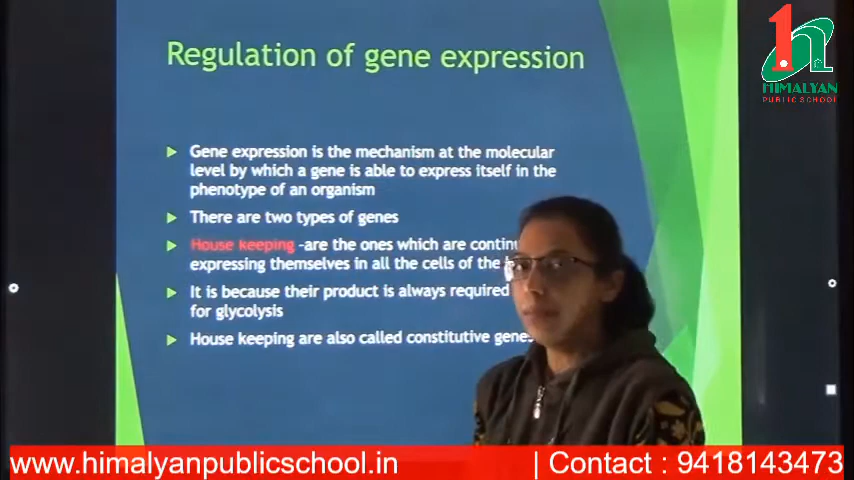 Regulation of gene expression
HIMALYAN
PUBLIC SCHOOL
Gene expression is the mechanism at the molecular
level by which a gene is able to express itself in the
phenotype of an organism
There are two types of genes
House keeping -are the ones which are
expressing themselves in all the cells of the
It is because their product is always required
for glycolysis
House keeping are also called constitutive genes
www.himalyanpublicschool.in | Contact : 9418143473